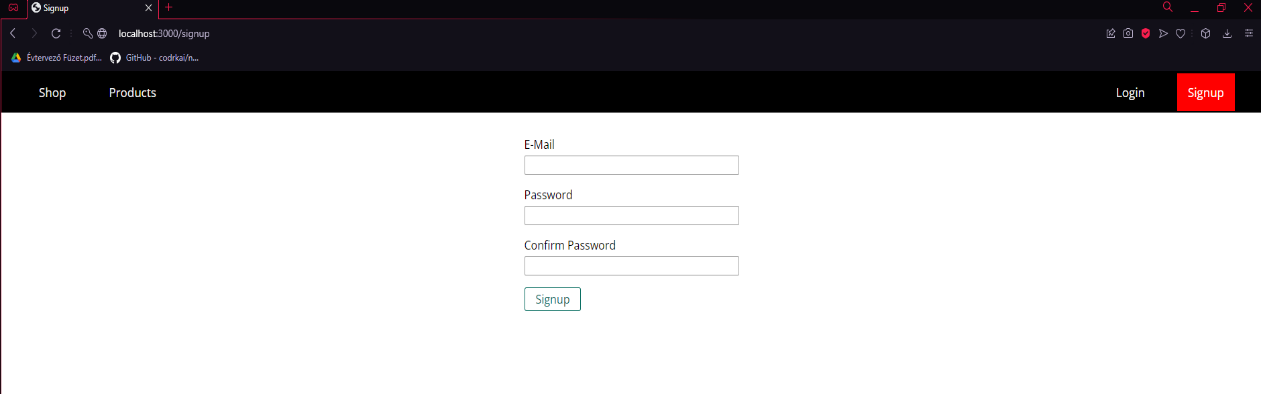 Signup
localhost:3000/signup
Évtervező Füzet.pdf... GitHub - codrkai/n...
Shop Products Login Signup
E-Mail
Password
Confirm Password
Signup